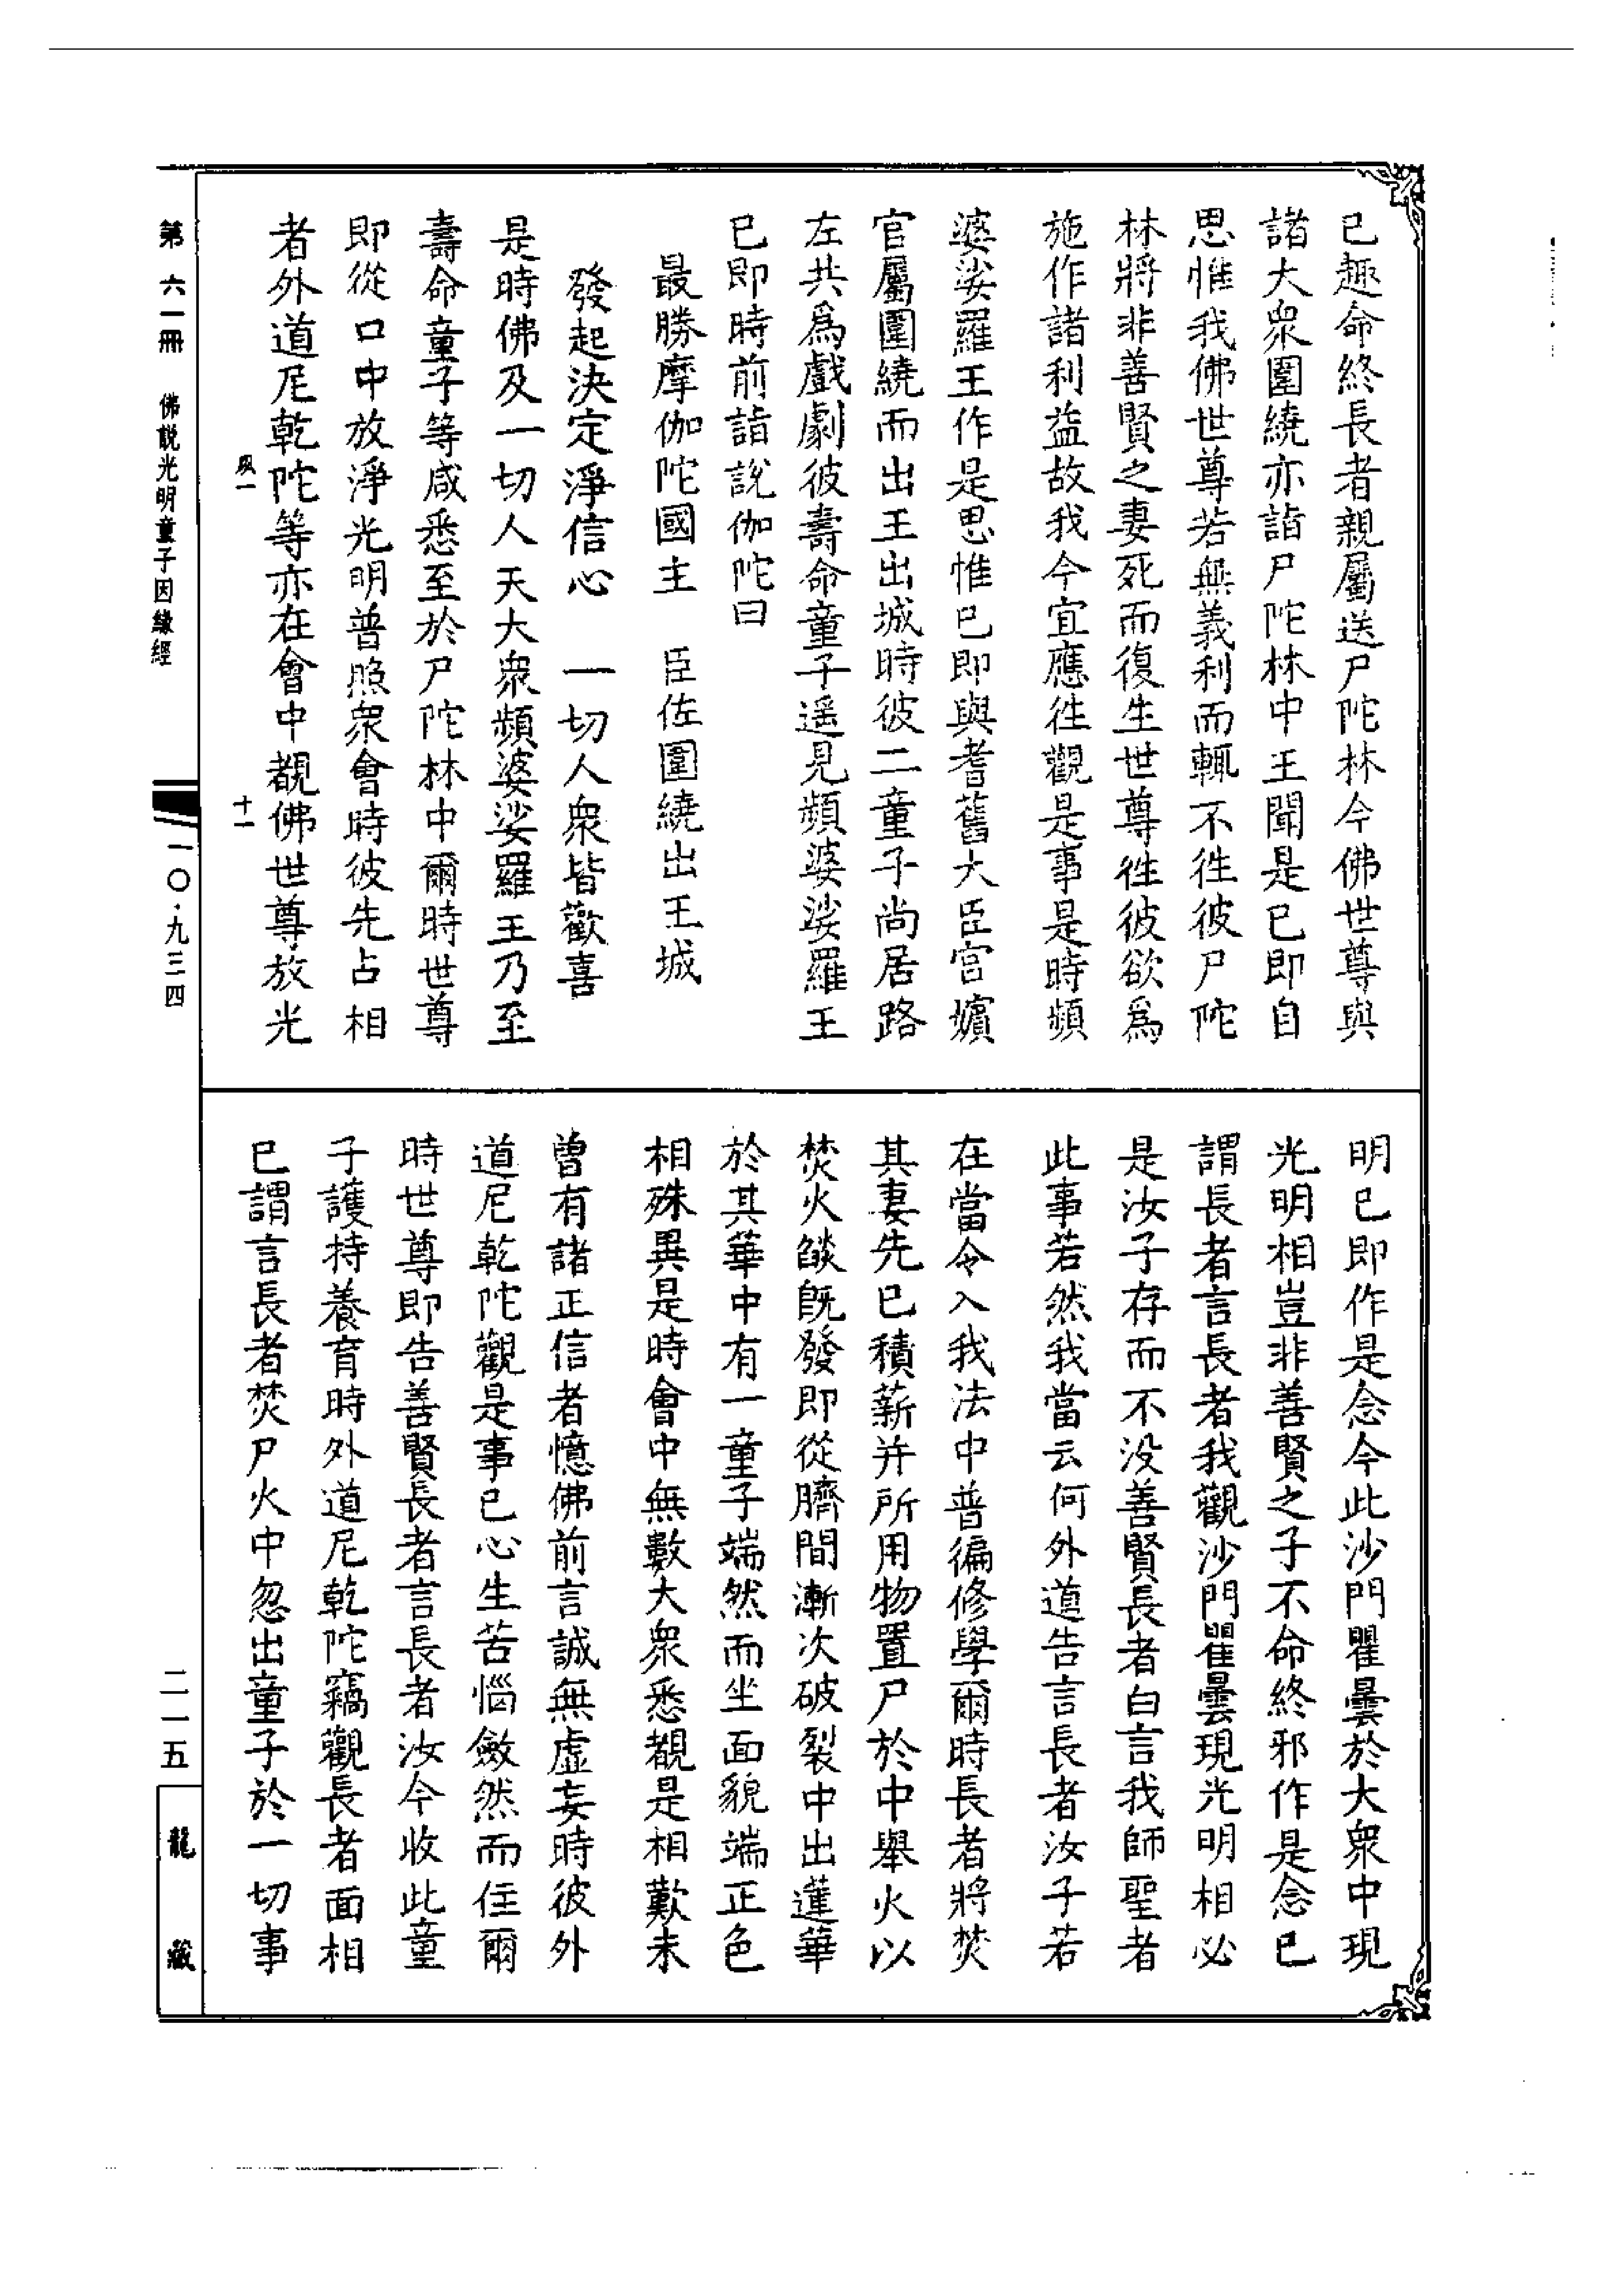 已趣命終長者親屬送尸陀林今佛世尊與
諸大衆圍繞亦詣尸陀林中王聞是已即自
思惟我佛世尊若無義利而輒不徃彼尸陀
林將非善賢之妻死而復生世尊徃彼欲爲
施作諸利益故我今宜應徃觀是事是時頻
婆娑羅王作是思惟已即與耆舊大臣宮嬪
官屬圍繞而出王出城時彼二童子尚居路
左共爲戲劇彼壽命童子遥見頻婆娑羅王
已即時前詣說伽陀曰
最勝摩伽陀國主　臣佐圍繞出王城
發起決定淨信心　一切人衆皆歡喜
是時佛及一切人天大衆頻婆娑羅王乃至
壽命童子等咸悉至於尸陀林中爾時世尊
即從口中放淨光明普照衆會時彼先占相
者外道尼乾陀等亦在會中覩佛世尊放光
明已即作是念今此沙門瞿曇於大衆中現
光明相豈非善賢之子不命終邪作是念已
謂長者言長者我觀沙門瞿曇現光明相必
是汝子存而不没善賢長者白言我師聖者
此事若然我當云何外道告言長者汝子若
在當令入我法中普徧修學爾時長者將焚
其妻先已積薪并所用物置尸於中舉火以
焚火燄旣發即從臍間漸次破裂中出蓮華
於其華中有一童子端然而坐面貌端正色
相殊異是時會中無數大衆悉覩是相歎未
曾有諸正信者憶佛前言誠無虛妄時彼外
道尼乾陀觀是事已心生苦惱斂然而住爾
時世尊即告善賢長者言長者汝今收此童
子護持養育時外道尼乾陀竊觀長者面相
已謂言長者焚尸火中忽出童子於一切事
第六一冊　佛説光明童子因緣經
一〇·九三四
二一五
龍藏
十一